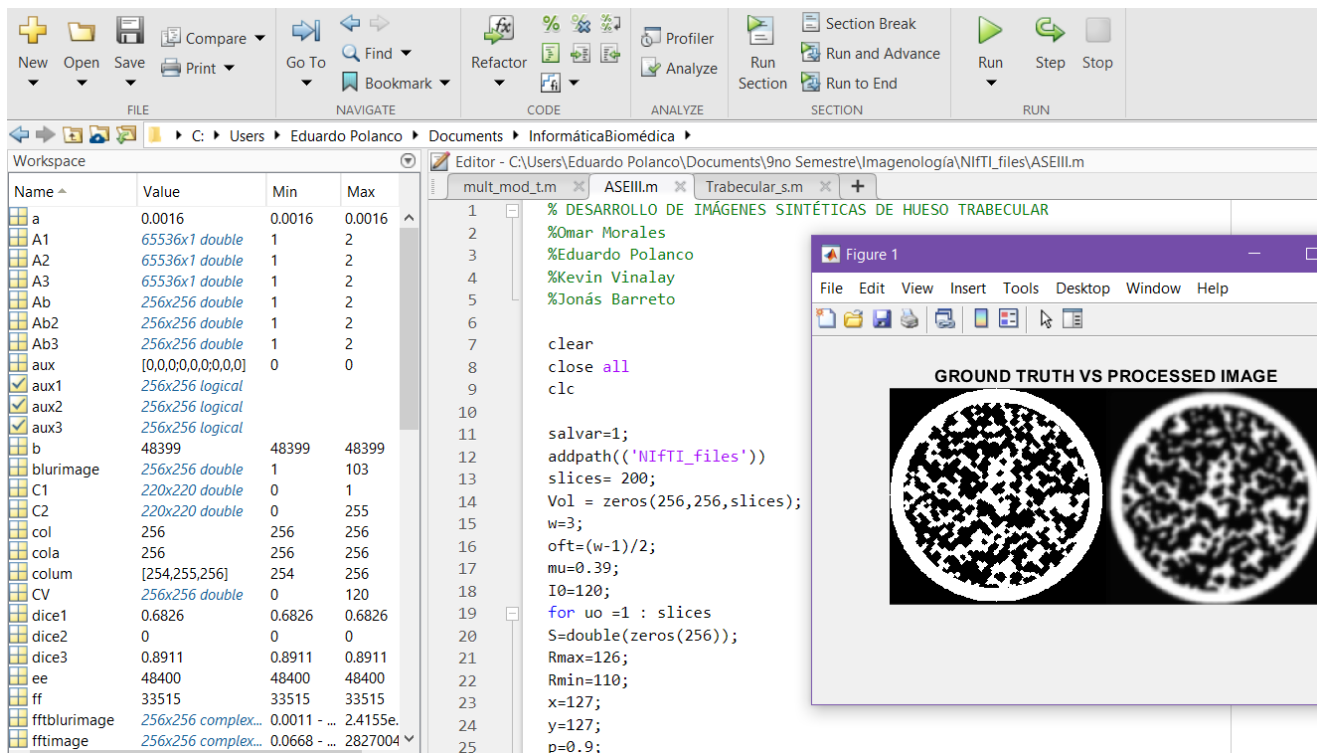 New Open Save Compare Print
FILE
Go To Find Bookmark
NAVIGATE
Refactor
CODE
Profiler
Analyze
ANALYZE
Run Section
Section Break
Run and Advance
Run to End
SECTION
Run Step Stop
RUN
C: Users Eduardo Polanco Documents InformáticaBiomédica
Workspace
Name Value Min Max
a 0.0016 0.0016 0.0016
A1 65536x1 double 1 2
A2 65536x1 double 1 2
A3 65536x1 double 1 2
Ab 256x256 double 1 2
Ab2 256x256 double 1 2
Ab3 256x256 double 1 2
aux [0,0,0;0,0,0;0,0,0] 0 0
aux1 256x256 logical
aux2 256x256 logical
aux3 256x256 logical
b 48399 48399 48399
blurimage 256x256 double 1 103
C1 220x220 double 0 1
C2 220x220 double 0 255
col 256 256 256
cola 256 256 256
colum [254,255,256] 254 256
CV 256x256 double 0 120
dice1 0.6826 0.6826 0.6826
dice2 0 0 0
dice3 0.8911 0.8911 0.8911
ee 48400 48400 48400
ff 33515 33515 33515
fftblurimage 256x256 complex... 0.0011 - ... 2.4155e.
fftimage 256x256 complex... 0.0668 - ... 2827004
Editor - C:\Users\Eduardo Polanco\Documents\9no Semestre\Imagenología\NIfTI_files\ASEIII.m
mult_mod_t.m ASEIII.m Trabecular_s.m
1 % DESARROLLO DE IMÁGENES SINTÉTICAS DE HUESO TRABECULAR
2 %Omar Morales
3 %Eduardo Polanco
4 %Kevin Vinalay
5 %Jonás Barreto
6
7 clear
8 close all
9 clc
10
11 salvar=1;
12 addpath(('NIfTI_files'))
13 slices= 200;
14 Vol = zeros(256,256,slices);
15 w=3;
16 oft=(w-1)/2;
17 mu=0.39;
18 I0=120;
19 for uo =1 : slices
20 S=double(zeros(256));
21 Rmax=126;
22 Rmin=110;
23 x=127;
24 y=127;
25 p=0.9;
Figure 1
File Edit View Insert Tools Desktop Window Help
GROUND TRUTH VS PROCESSED IMAGE